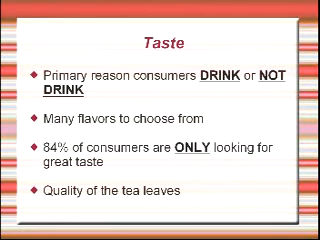 Taste
Primary reason consumers DRINK or NOT
DRINK
Many flavors to choose from
84% of consumers are ONLY looking for
great taste
Quality of the tea leaves